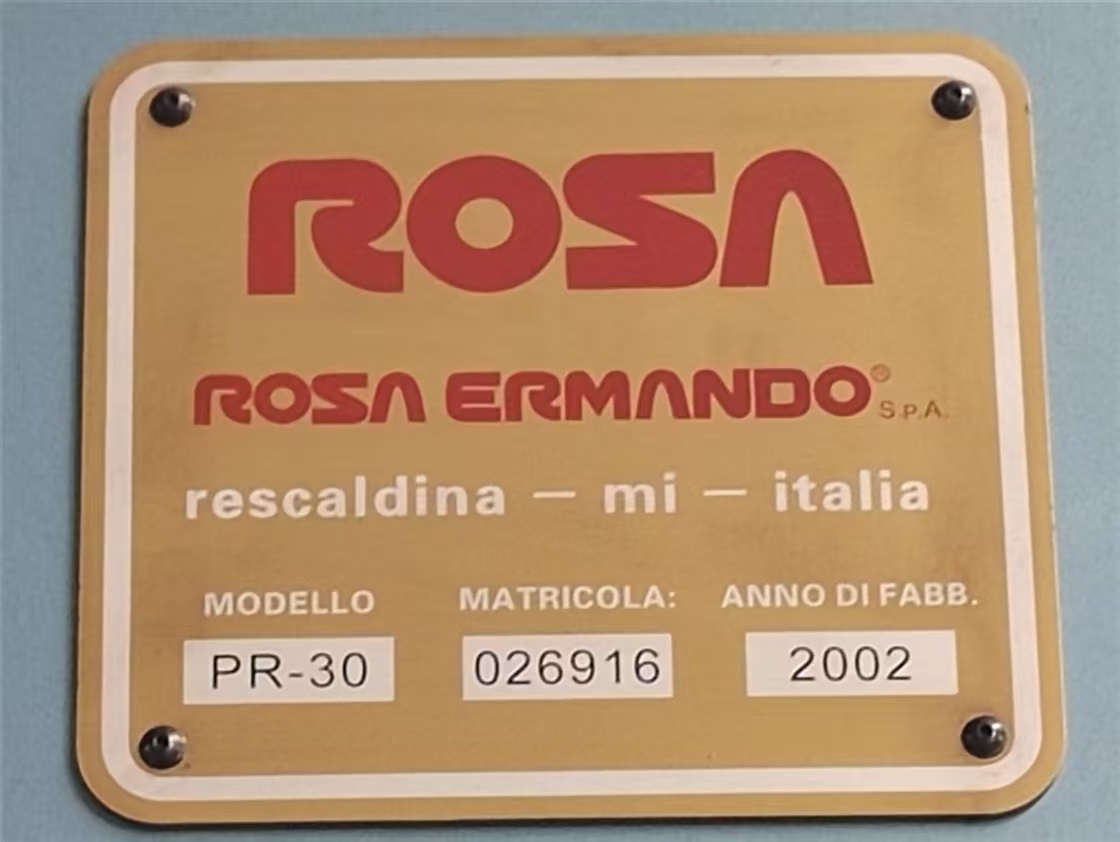 ROSA
ROSA ERMANDO® S.P.A.
rescaldina — mi — italia
MODELLO MATRICOLA: ANNO DI FABB.
PR-30 026916 2002